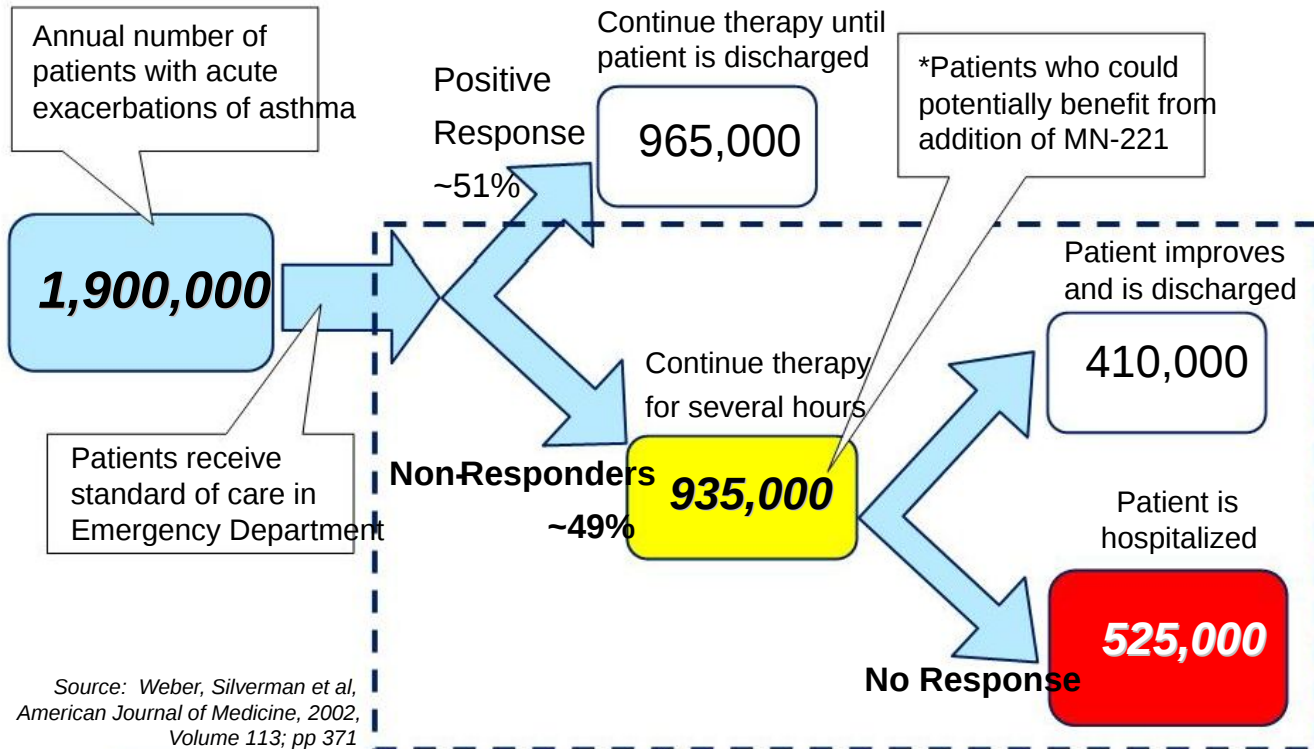 Annual number of
patients with acute
exacerbations of asthma
1,900,000
Patients receive
standard of care in
Emergency Department
Positive
Response
~51%
Continue therapy until
patient is discharged
965,000
*Patients who could
potentially benefit from
addition of MN-221
Continue therapy
for several hours
Non-Responders
~49%
935,000
Patient improves
and is discharged
410,000
Patient is
hospitalized
525,000
No Response
Source: Weber, Silverman et al,
American Journal of Medicine, 2002,
Volume 113; pp 371